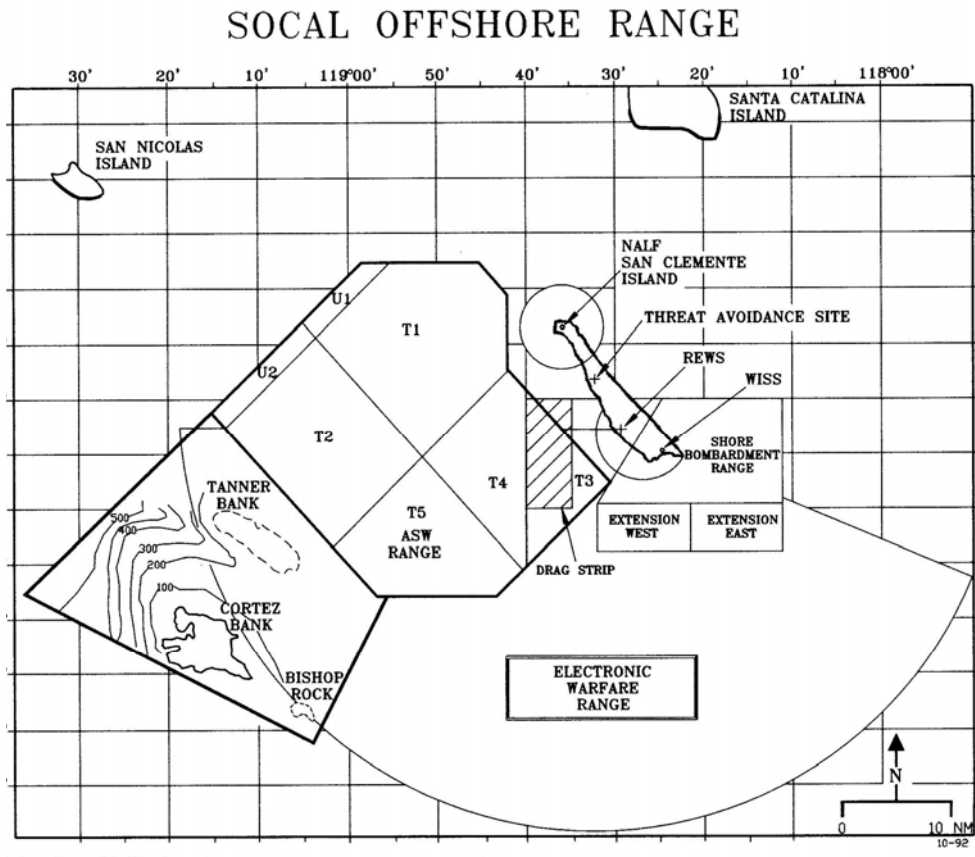 SOCAL OFFSHORE RANGE
30' 20' 10' 119°00' 50' 40' 30' 20' 10' 118°00'
SANTA CATALINA
ISLAND
SAN NICOLAS
ISLAND
NALF
SAN CLEMENTE
ISLAND
U1
T1
THREAT AVOIDANCE SITE
REWS
U2
WISS
T2
SHORE
BOMBARDMENT
RANGE
TANNER
BANK
T4
T3
T5
ASW
RANGE
500
400
300
200
100
EXTENSION
WEST
EXTENSION
EAST
DRAG STRIP
CORTEZ
BANK
BISHOP
ROCK
ELECTRONIC
WARFARE
RANGE
N
0 10 NM
10-92